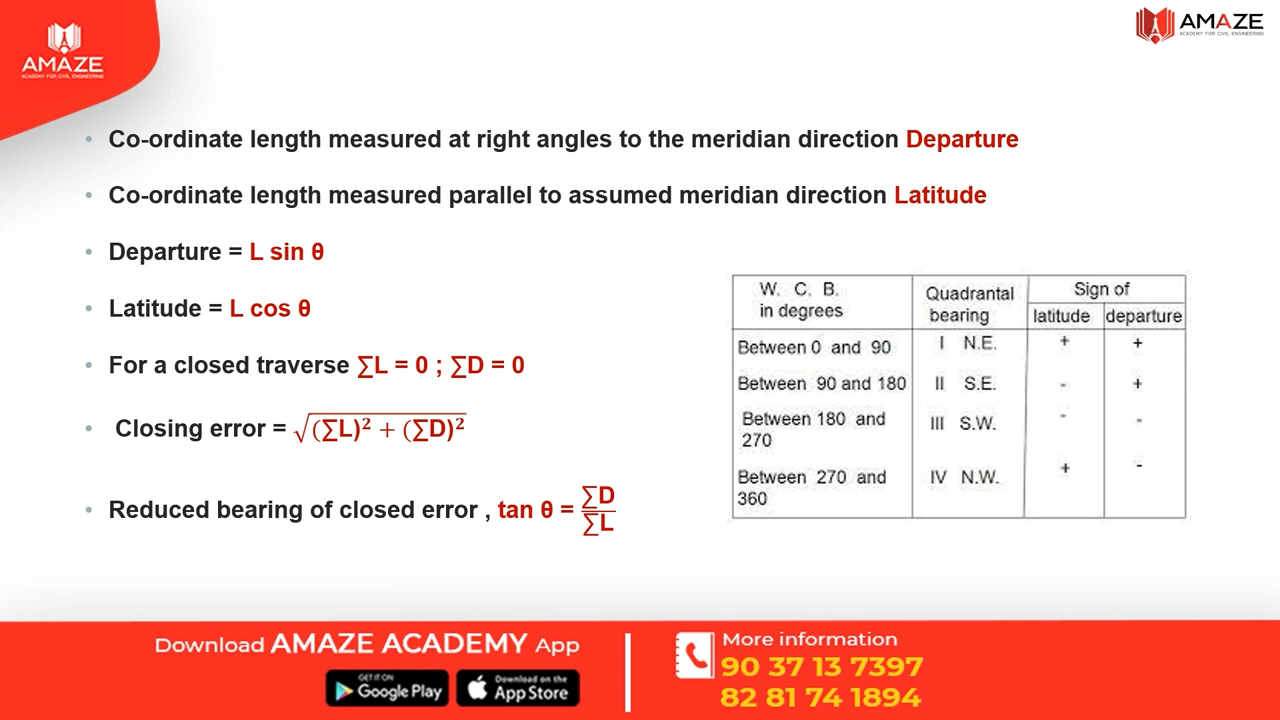 AMAZE
ACADEMY FOR CIVIL ENGINEERING
AMAZE
ACADEMY FOR CIVIL ENGINEERING
• Co-ordinate length measured at right angles to the meridian direction Departure
• Co-ordinate length measured parallel to assumed meridian direction Latitude
• Departure = L sin θ
• Latitude = L cos θ
• For a closed traverse ∑L = 0 ; ∑D = 0
• Closing error = √(∑L)² + (∑D)²
• Reduced bearing of closed error , tan θ = ∑D/∑L
W. C. B. in degrees | Quadrantal bearing | Sign of latitude | departure
Between 0 and 90 | I N.E. | + | +
Between 90 and 180 | II S.E. | - | +
Between 180 and 270 | III S.W. | - | -
Between 270 and 360 | IV N.W. | + | -
Download AMAZE ACADEMY App
GET IT ON
Google Play
Download on the
App Store
More information
90 37 13 7397
82 81 74 1894